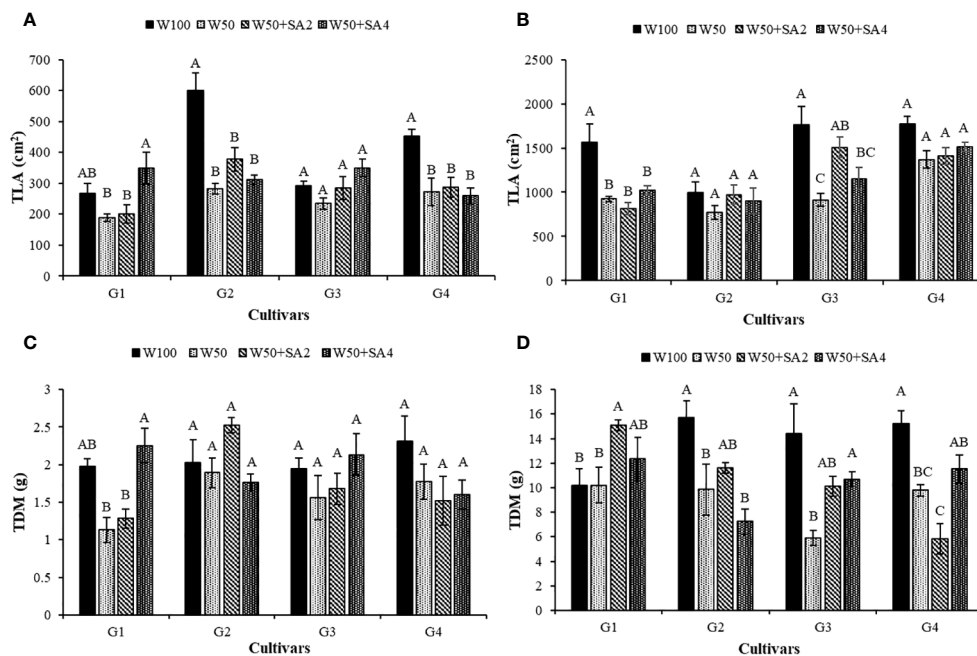 A
W100 W50 W50+SA2 W50+SA4
700
600
500
400
300
200
100
0
TLA (cm²)
AB B B A
A B B B
A A A A
A B B B
G1 G2 G3 G4
Cultivars
B
W100 W50 W50+SA2 W50+SA4
2500
2000
1500
1000
500
0
TLA (cm²)
A B B B
A A A A
A C AB BC
A A A A
G1 G2 G3 G4
Cultivars
C
W100 W50 W50+SA2 W50+SA4
3
2.5
2
1.5
1
0.5
0
TDM (g)
AB B B A
A A A A
A A A A
A A A A
G1 G2 G3 G4
Cultivars
D
W100 W50 W50+SA2 W50+SA4
18
16
14
12
10
8
6
4
2
0
TDM (g)
B B A AB
A B AB B
A B AB A
A BC C AB
G1 G2 G3 G4
Cultivars